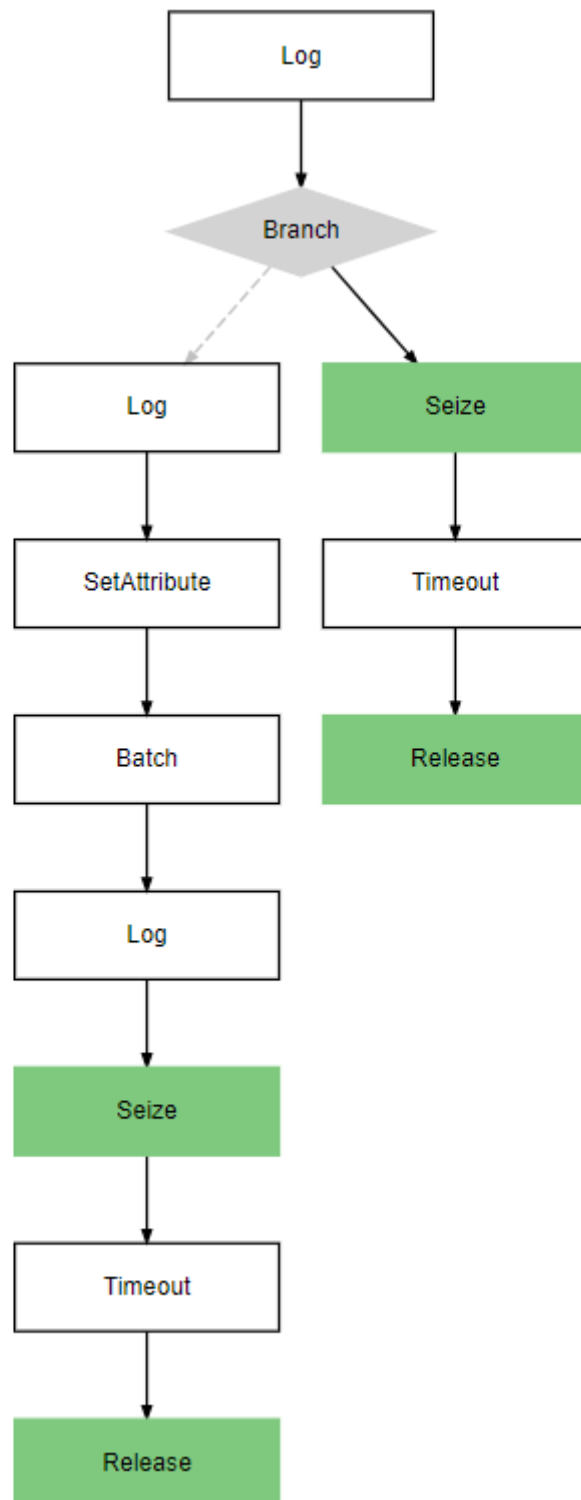 Log
Branch
Log
Seize
SetAttribute
Timeout
Batch
Release
Log
Seize
Timeout
Release